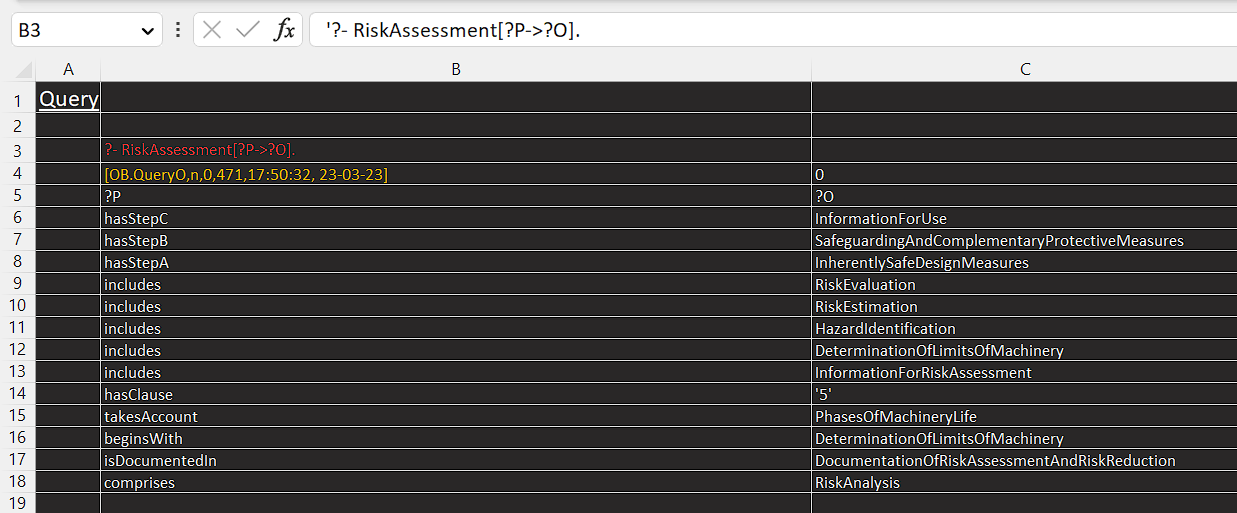 B3 fx '?- RiskAssessment[?P->?O].
A B C
1 Query
2
3 ?- RiskAssessment[?P->?O].
4 [OB.QueryO,n,0,471,17:50:32, 23-03-23] 0
5 ?P ?O
6 hasStepC InformationForUse
7 hasStepB SafeguardingAndComplementaryProtectiveMeasures
8 hasStepA InherentlySafeDesignMeasures
9 includes RiskEvaluation
10 includes RiskEstimation
11 includes HazardIdentification
12 includes DeterminationOfLimitsOfMachinery
13 includes InformationForRiskAssessment
14 hasClause '5'
15 takesAccount PhasesOfMachineryLife
16 beginsWith DeterminationOfLimitsOfMachinery
17 isDocumentedIn DocumentationOfRiskAssessmentAndRiskReduction
18 comprises RiskAnalysis
19